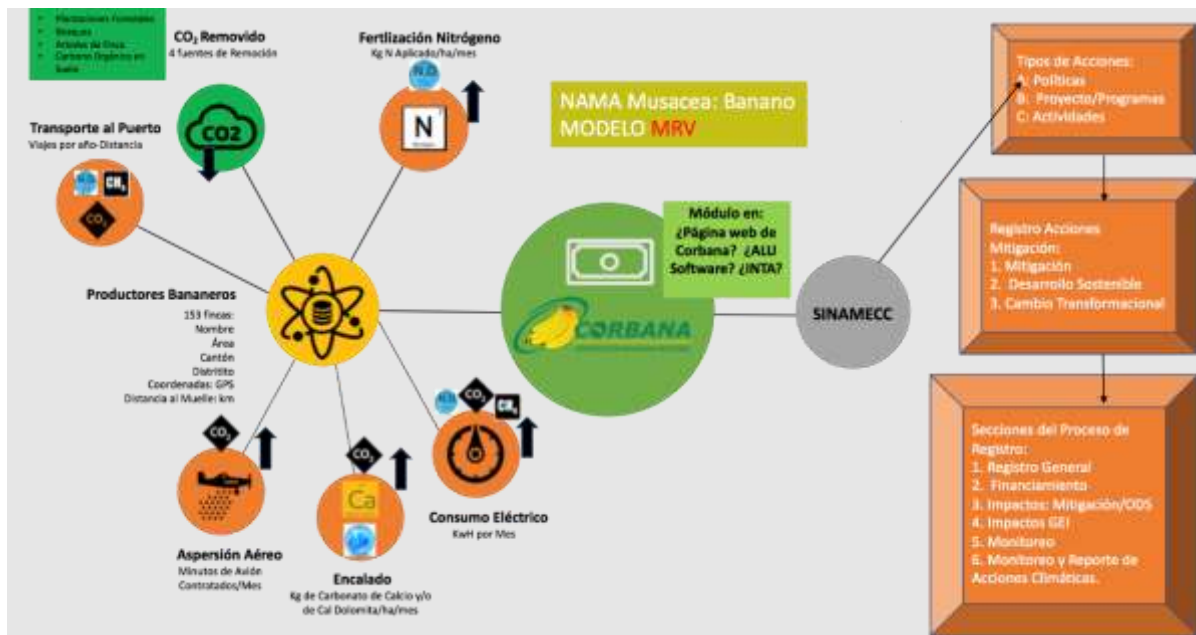 Plantaciones Forestales
Bosques
Árboles de Finca
Carbono Orgánico en
Suelo
CO₂ Removido
4 fuentes de Remoción
Fertlización Nitrógeno
Kg N Aplicado/ha/mes
N
NAMA Musacea: Banano
MODELO MRV
Transporte al Puerto
Viajes por año-Distancia
CH₄
CO₂
CO2
Módulo en:
¿Página web de
Corbana? ¿ALU
Software? ¿INTA?
CORBANA
SINAMECC
Productores Bananeros
153 fincas:
Nombre
Área
Cantón
Distritito
Coordenadas: GPS
Distancia al Muelle: km
CO₂
Aspersión Aéreo
Minutos de Avión
Contratados/Mes
CO₂
Ca
Encalado
Kg de Carbonato de Calcio y/o
de Cal Dolomita/ha/mes
CO₂
CH₄
Consumo Eléctrico
KwH por Mes
Tipos de Acciones:
A: Políticas
B: Proyecto/Programas
C: Actividades
Registro Acciones
Mitigación:
1. Mitigación
2. Desarrollo Sostenible
3. Cambio Transformacional
Secciones del Proceso de
Registro:
1. Registro General
2. Financiamiento
3. Impactos: Mitigación/ODS
4. Impactos GEI
5. Monitoreo
6. Monitoreo y Reporte de
Acciones Climáticas.